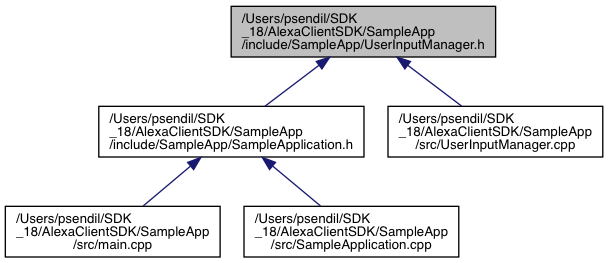 /Users/psendil/SDK
_18/AlexaClientSDK/SampleApp
/include/SampleApp/UserInputManager.h
/Users/psendil/SDK
_18/AlexaClientSDK/SampleApp
/include/SampleApp/SampleApplication.h
/Users/psendil/SDK
_18/AlexaClientSDK/SampleApp
/src/UserInputManager.cpp
/Users/psendil/SDK
_18/AlexaClientSDK/SampleApp
/src/main.cpp
/Users/psendil/SDK
_18/AlexaClientSDK/SampleApp
/src/SampleApplication.cpp